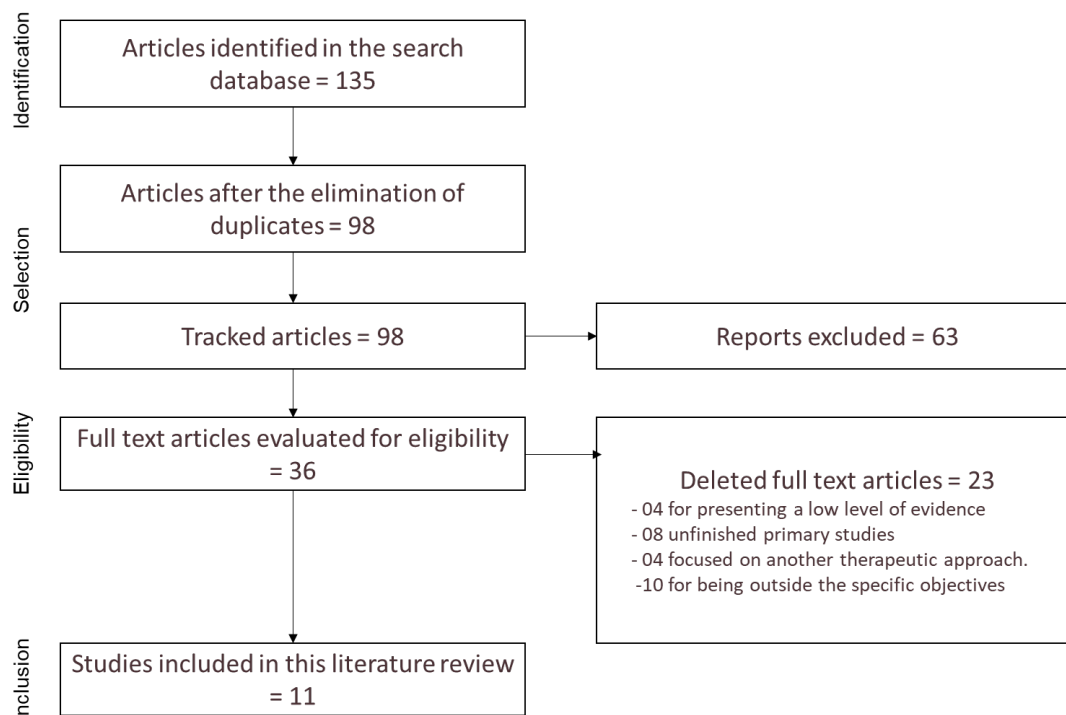 Identification
Articles identified in the search
database = 135
Articles after the elimination of
duplicates = 98
Selection
Tracked articles = 98
Reports excluded = 63
Eligibility
Full text articles evaluated for eligibility
= 36
Deleted full text articles = 23
- 04 for presenting a low level of evidence
- 08 unfinished primary studies
- 04 focused on another therapeutic approach.
-10 for being outside the specific objectives
nclusion
Studies included in this literature review
= 11